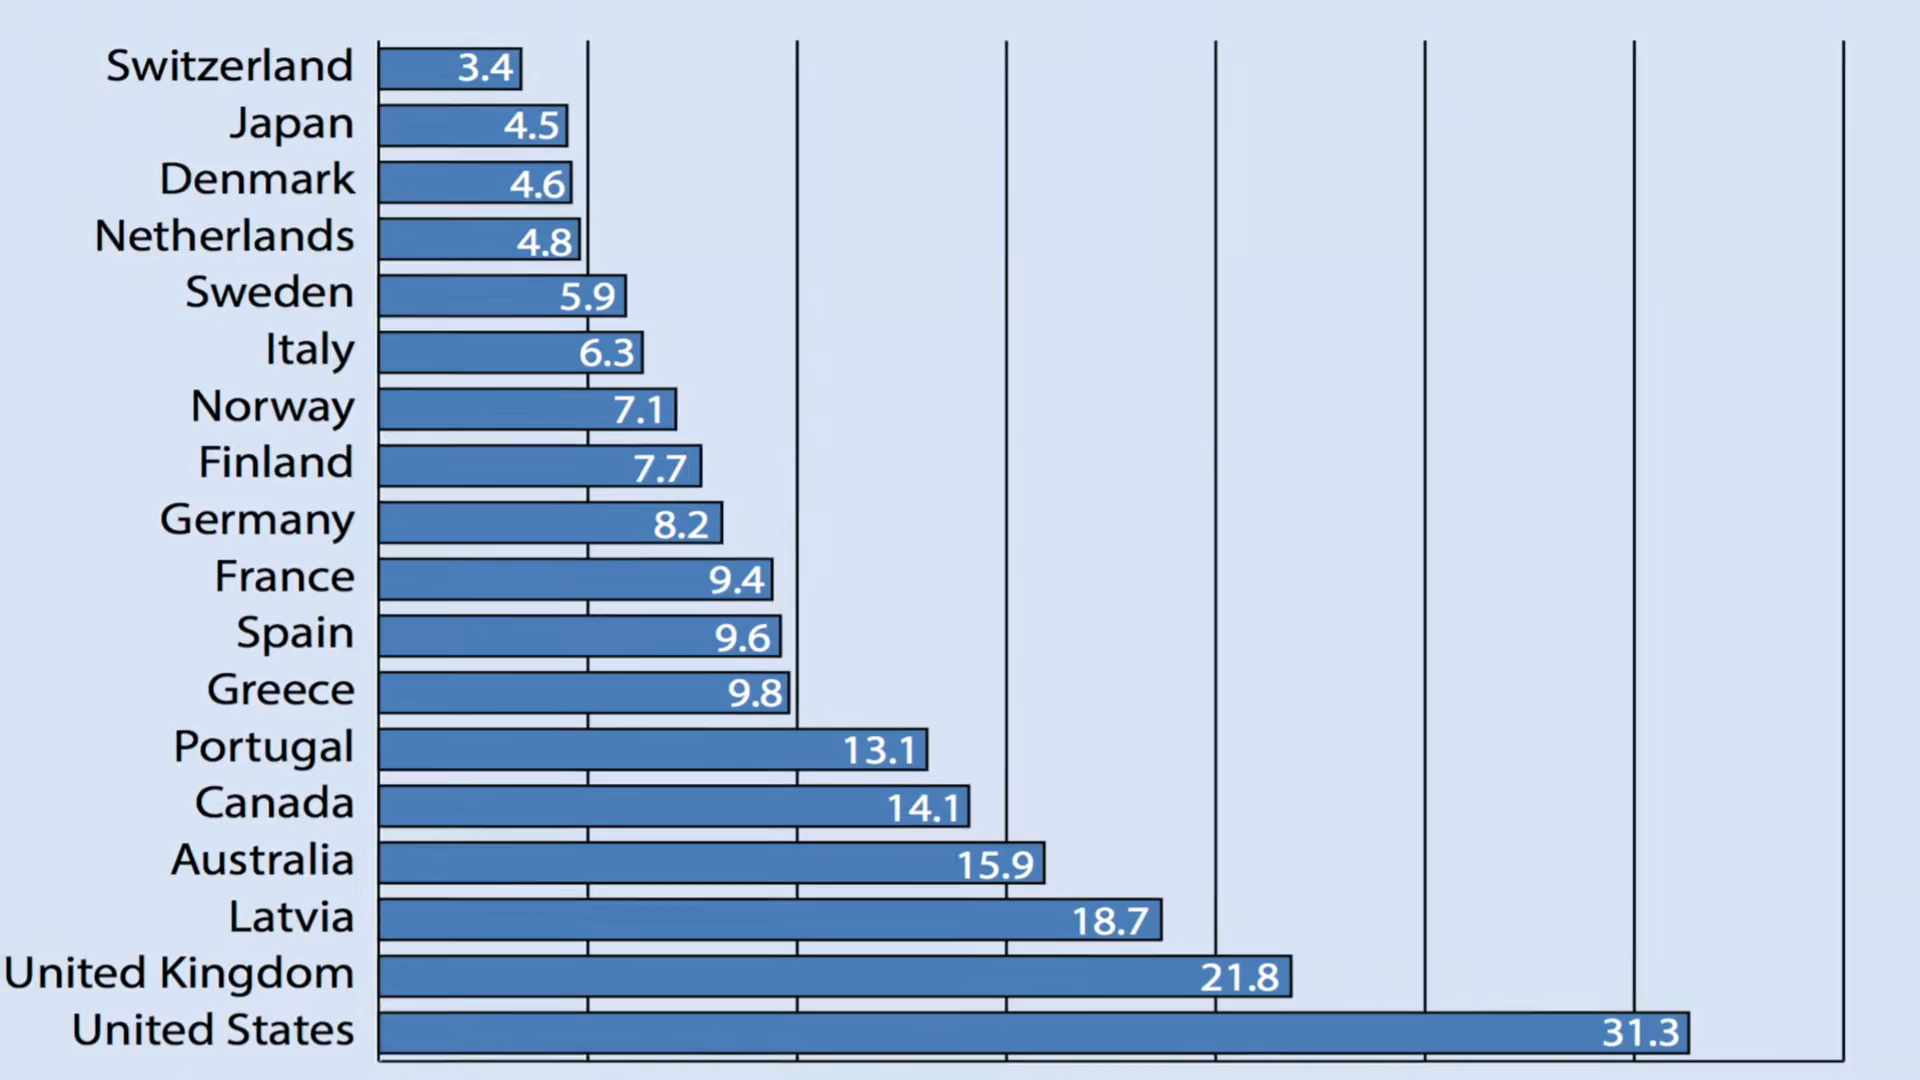 Switzerland 3.4
Japan 4.5
Denmark 4.6
Netherlands 4.8
Sweden 5.9
Italy 6.3
Norway 7.1
Finland 7.7
Germany 8.2
France 9.4
Spain 9.6
Greece 9.8
Portugal 13.1
Canada 14.1
Australia 15.9
Latvia 18.7
United Kingdom 21.8
United States 31.3